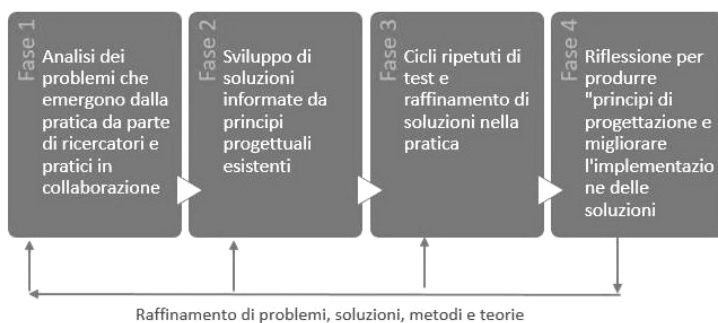 Fase 1
Analisi dei
problemi che
emergono dalla
pratica da parte
di ricercatori e
pratici in
collaborazione
Fase 2
Sviluppo di
soluzioni
informate da
principi
progettuali
esistenti
Fase 3
Cicli ripetuti di
test e
raffinamento di
soluzioni nella
pratica
Fase 4
Riflessione per
produrre
"principi di
progettazione e
migliorare
l'implementazio
ne delle
soluzioni
Raffinamento di problemi, soluzioni, metodi e teorie